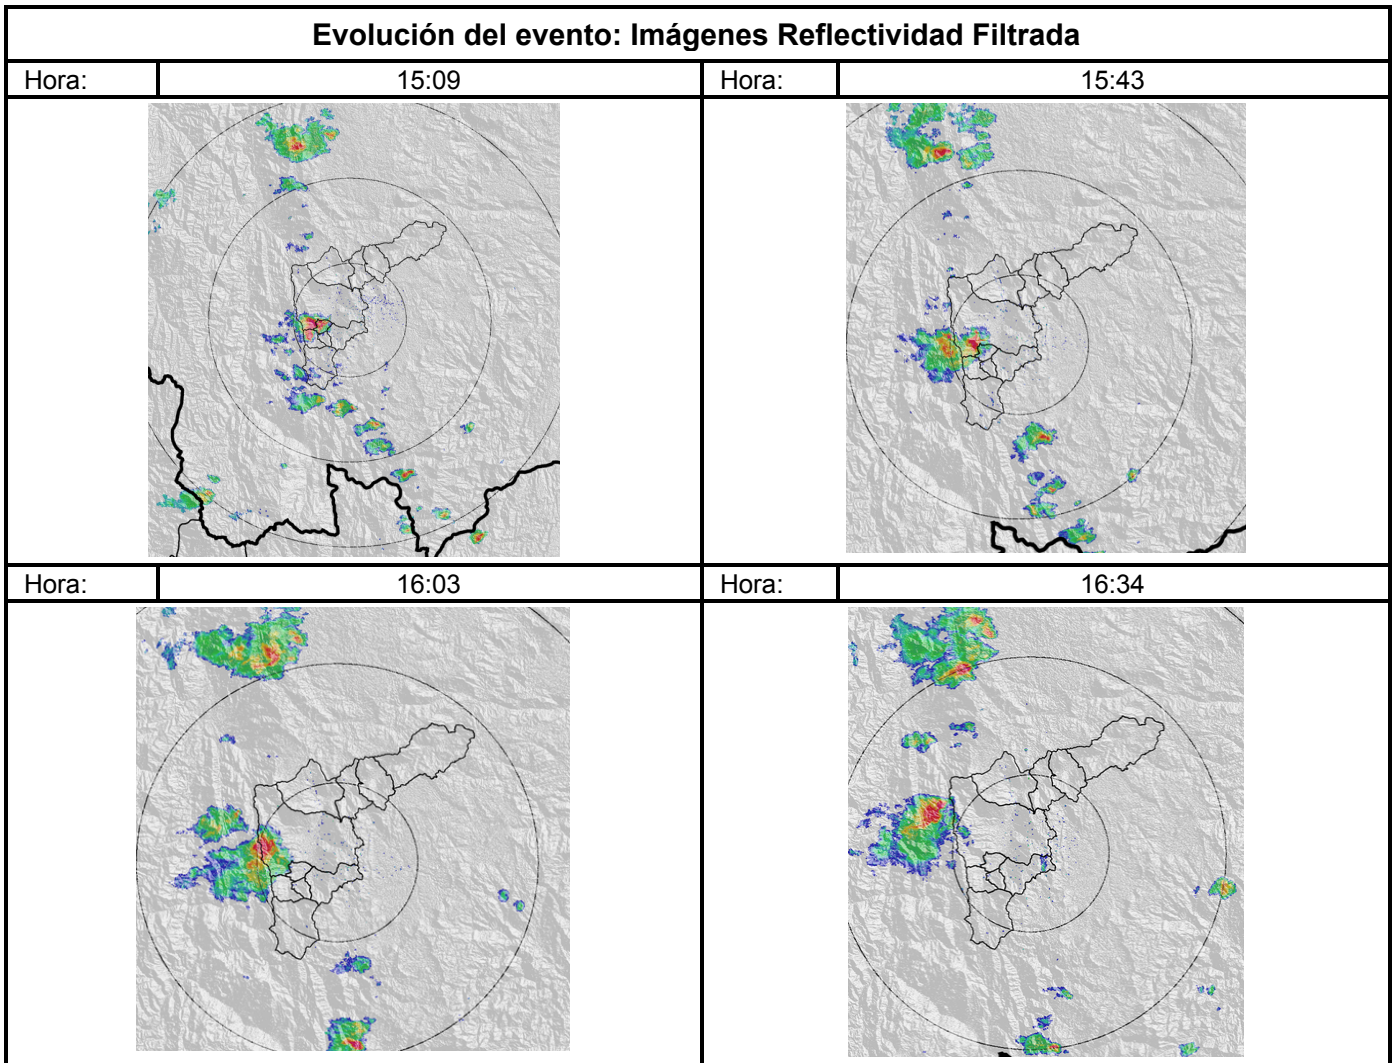 Evolución del evento: Imágenes Reflectividad Filtrada
Hora: 15:09 Hora: 15:43
Hora: 16:03 Hora: 16:34